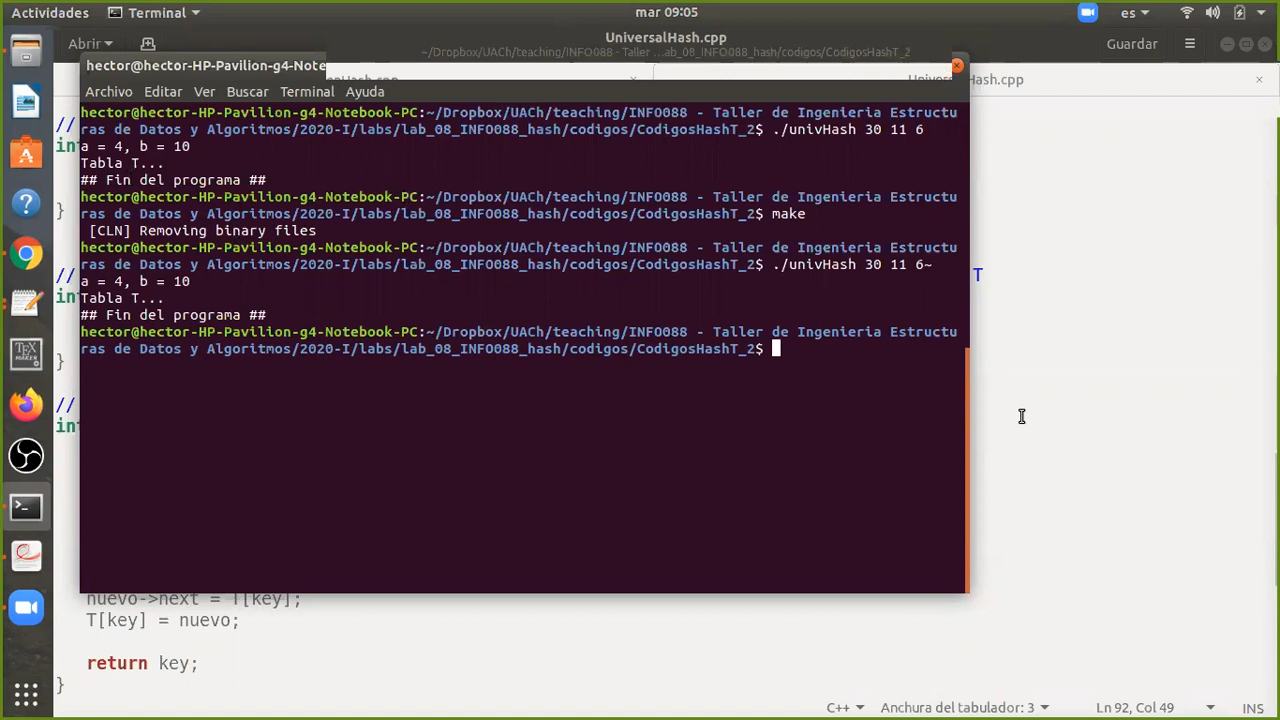 Actividades
Terminal
mar 09:05
es
Abrir
UniversalHash.cpp
~/Dropbox/UACh/teaching/INFO088 - Taller ...ab_08_INFO088_hash/codigos/CodigosHashT_2
Guardar
hector@hector-HP-Pavilion-g4-Note
Archivo Editar Ver Buscar Terminal Ayuda
hector@hector-HP-Pavilion-g4-Notebook-PC:~/Dropbox/UACh/teaching/INFO088 - Taller de Ingenieria Estructu
ras de Datos y Algoritmos/2020-I/labs/lab_08_INFO088_hash/codigos/CodigosHashT_2$ ./univHash 30 11 6
a = 4, b = 10
Tabla T...
## Fin del programa ##
hector@hector-HP-Pavilion-g4-Notebook-PC:~/Dropbox/UACh/teaching/INFO088 - Taller de Ingenieria Estructu
ras de Datos y Algoritmos/2020-I/labs/lab_08_INFO088_hash/codigos/CodigosHashT_2$ make
[CLN] Removing binary files
hector@hector-HP-Pavilion-g4-Notebook-PC:~/Dropbox/UACh/teaching/INFO088 - Taller de Ingenieria Estructu
ras de Datos y Algoritmos/2020-I/labs/lab_08_INFO088_hash/codigos/CodigosHashT_2$ ./univHash 30 11 6~
a = 4, b = 10
Tabla T...
## Fin del programa ##
hector@hector-HP-Pavilion-g4-Notebook-PC:~/Dropbox/UACh/teaching/INFO088 - Taller de Ingenieria Estructu
ras de Datos y Algoritmos/2020-I/labs/lab_08_INFO088_hash/codigos/CodigosHashT_2$
//
}
//
T
}
//
nuevo->next = T[key];
T[key] = nuevo;
return key;
}
C++
Anchura del tabulador: 3
Ln 92, Col 49
INS